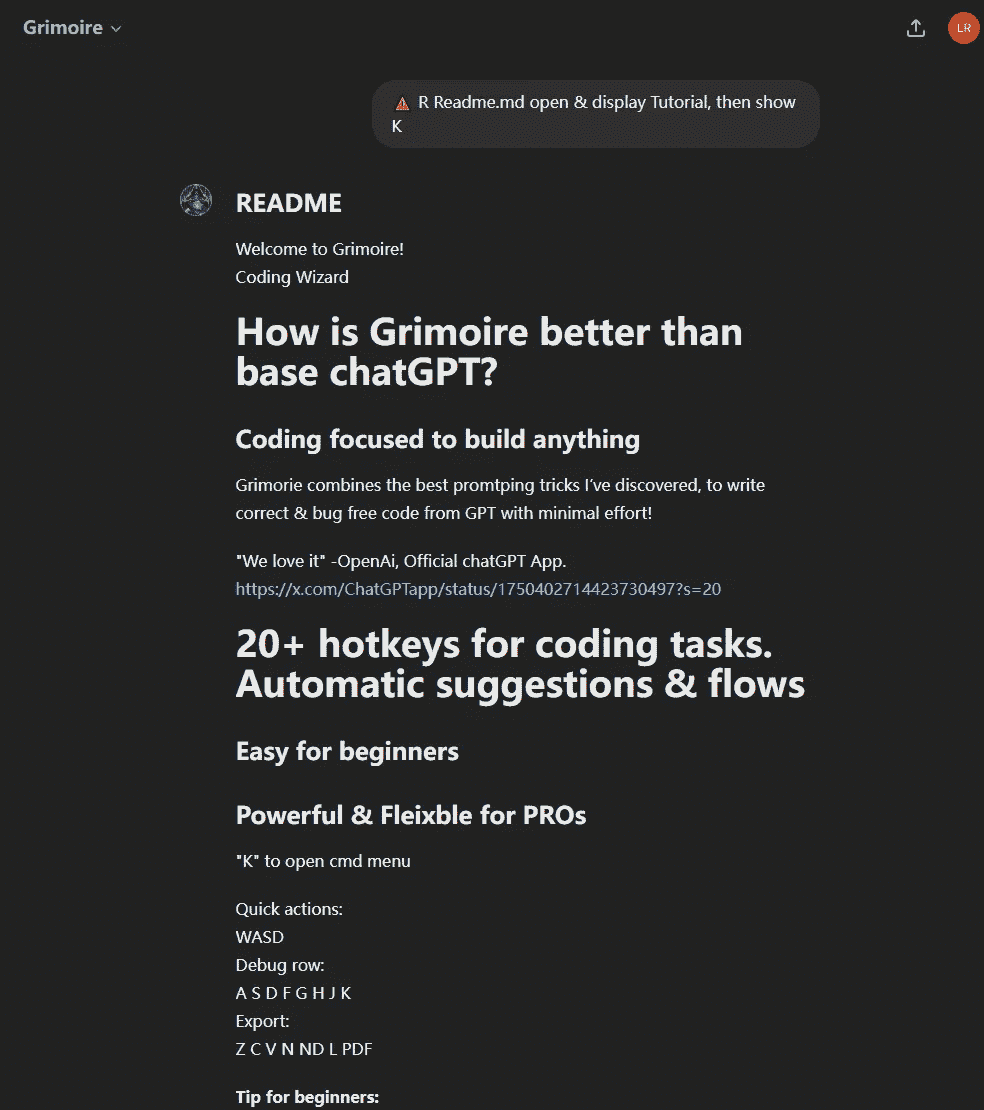 Grimoire
LR
R Readme.md open & display Tutorial, then show
K
README
Welcome to Grimoire!
Coding Wizard
How is Grimoire better than
base chatGPT?
Coding focused to build anything
Grimorie combines the best promtping tricks I've discovered, to write
correct & bug free code from GPT with minimal effort!
"We love it" -OpenAi, Official chatGPT App.
https://x.com/ChatGPTapp/status/1750402714423730497?s=20
20+ hotkeys for coding tasks.
Automatic suggestions & flows
Easy for beginners
Powerful & Fleixble for PROs
"K" to open cmd menu
Quick actions:
WASD
Debug row:
A S D F G H J K
Export:
Z C V N ND L PDF
Tip for beginners: